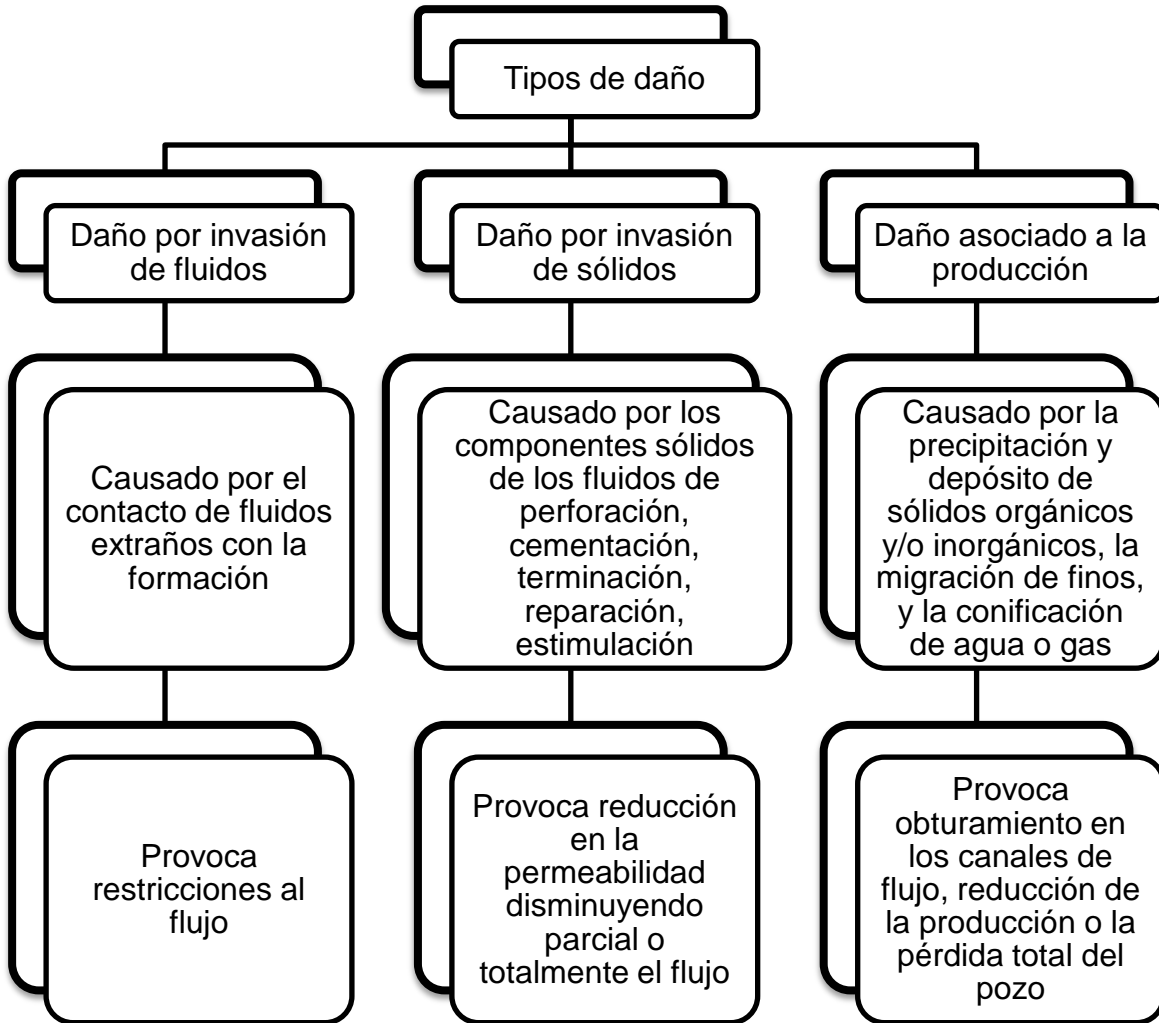 Tipos de daño
Daño por invasión
de fluidos
Daño por invasión
de sólidos
Daño asociado a la
producción
Causado por el
contacto de fluidos
extraños con la
formación
Causado por los
componentes sólidos
de los fluidos de
perforación,
cementación,
terminación,
reparación,
estimulación
Causado por la
precipitación y
depósito de
sólidos orgánicos
y/o inorgánicos, la
migración de finos,
y la conificación
de agua o gas
Provoca
restricciones al
flujo
Provoca reducción
en la
permeabilidad
disminuyendo
parcial o
totalmente el flujo
Provoca
obturamiento en
los canales de
flujo, reducción de
la producción o la
pérdida total del
pozo